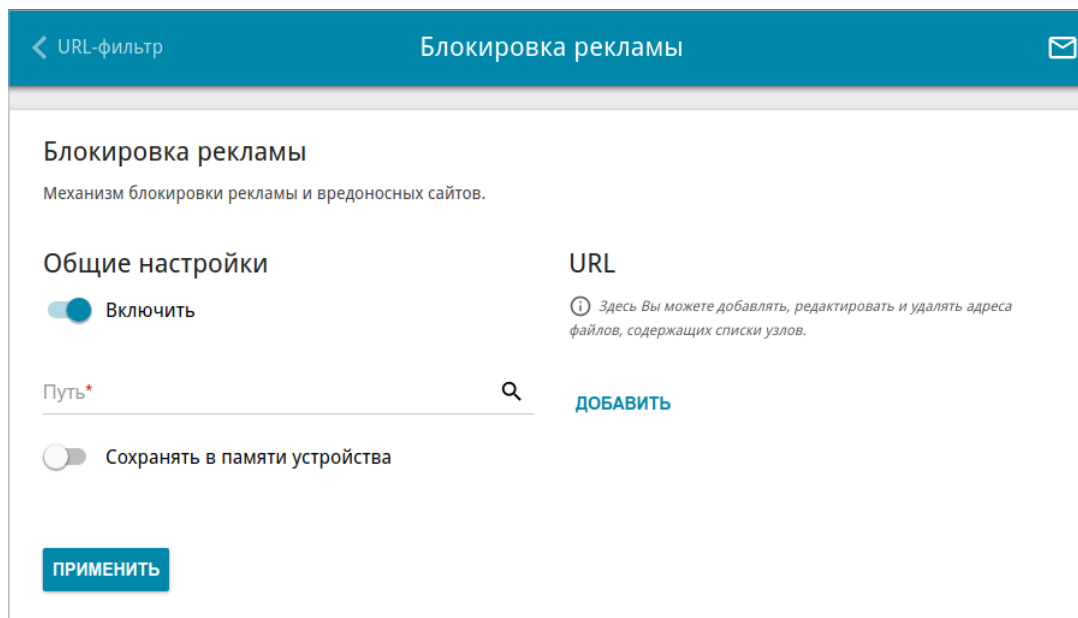 URL-фильтр
Блокировка рекламы
Блокировка рекламы
Механизм блокировки рекламы и вредоносных сайтов.
Общие настройки
Включить
Путь*
Сохранять в памяти устройства
ПРИМЕНИТЬ
URL
Здесь Вы можете добавлять, редактировать и удалять адреса
файлов, содержащих списки узлов.
ДОБАВИТЬ